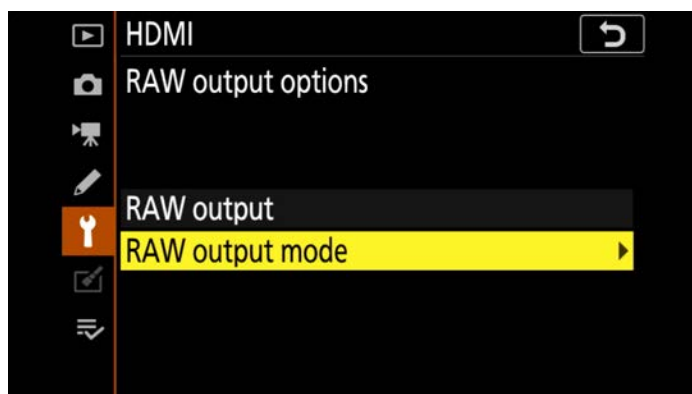 HDMI
RAW output options
RAW output
RAW output mode